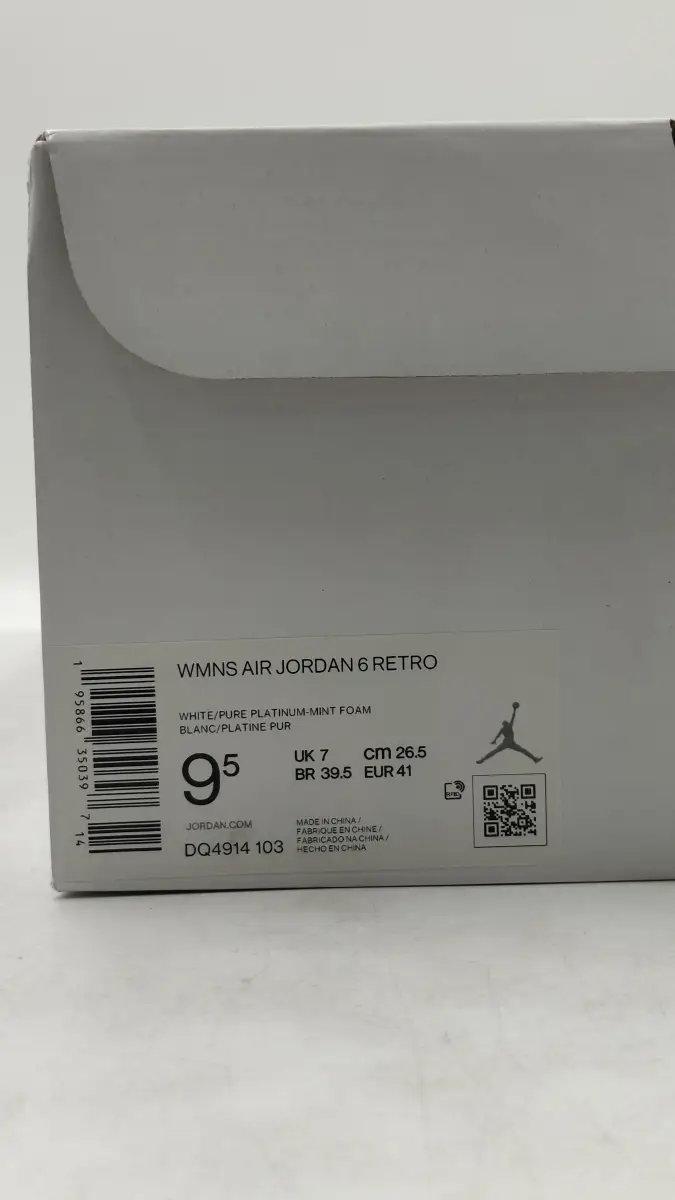 WMNS AIR JORDAN 6 RETRO
WHITE/PURE PLATINUM-MINT FOAM
BLANC/PLATINE PUR
9⁵
UK 7 cm 26.5
BR 39.5 EUR 41
JORDAN.COM
DQ4914 103
MADE IN CHINA /
FABRIQUE EN CHINE /
FABRICADO NA CHINA /
HECHO EN CHINA
RFID
1 95866 35039 7 14